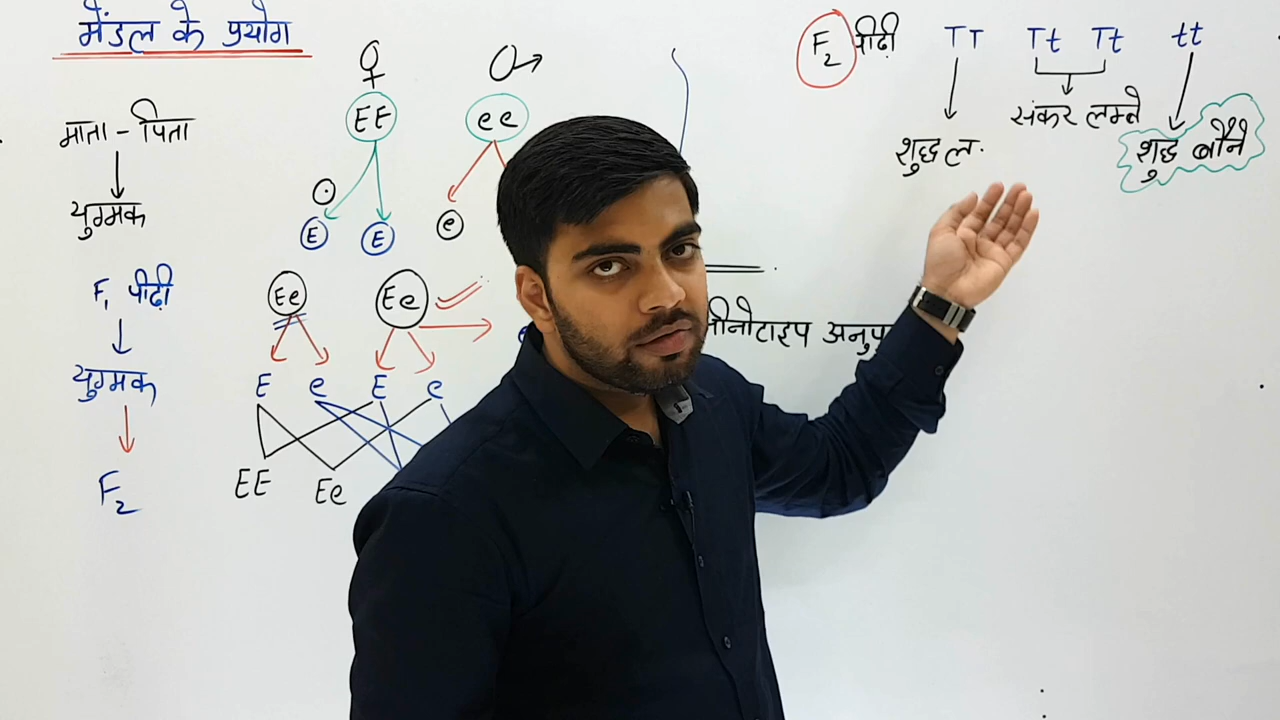 मेंडल के प्रयोग
माता - पिता
युग्मक
F₁ पीढ़ी
युग्मक
F₂
♀ ♂
EE ee
E E e
Ee Ee
E e E e
EE Ee
F₂ पीढ़ी TT Tt Tt tt
शुद्ध ल. संकर लम्बे शुद्ध बौने
जीनोटाइप